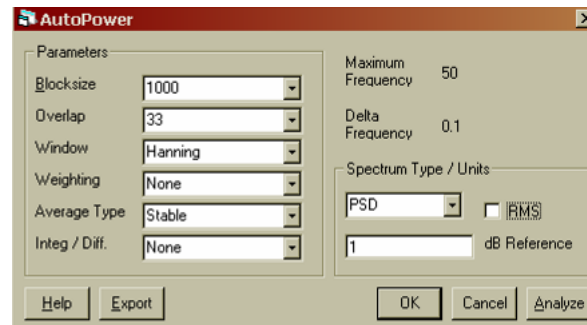 AutoPower
Parameters
Blocksize 1000
Overlap 33
Window Hanning
Weighting None
Average Type Stable
Integ / Diff. None
Maximum
Frequency 50
Delta
Frequency 0.1
Spectrum Type / Units
PSD RMS
1 dB Reference
Help Export OK Cancel Analyze